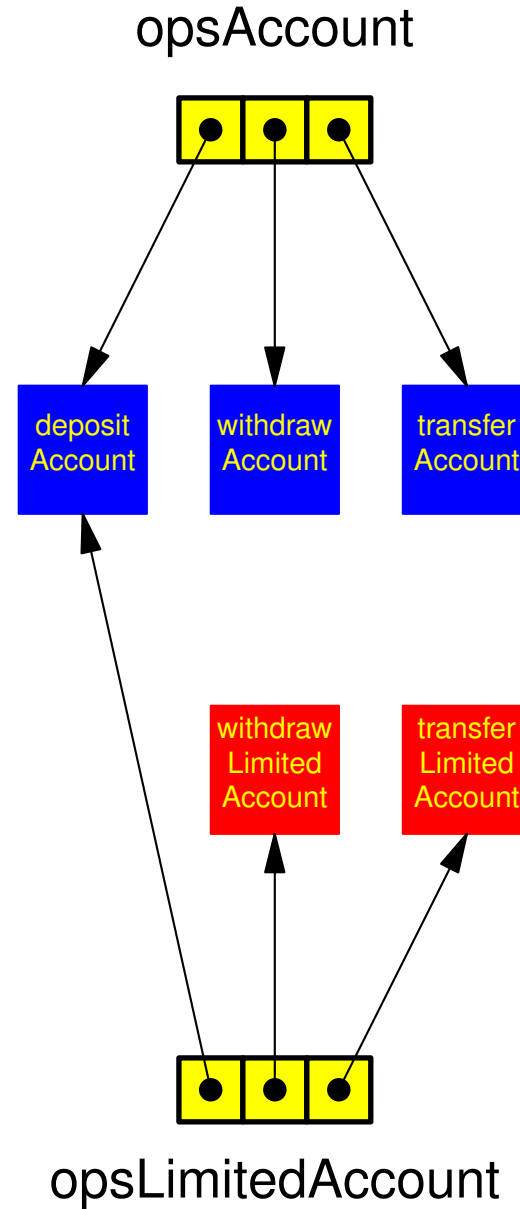 opsAccount
deposit
Account
withdraw
Account
transfer
Account
withdraw
Limited
Account
transfer
Limited
Account
opsLimitedAccount